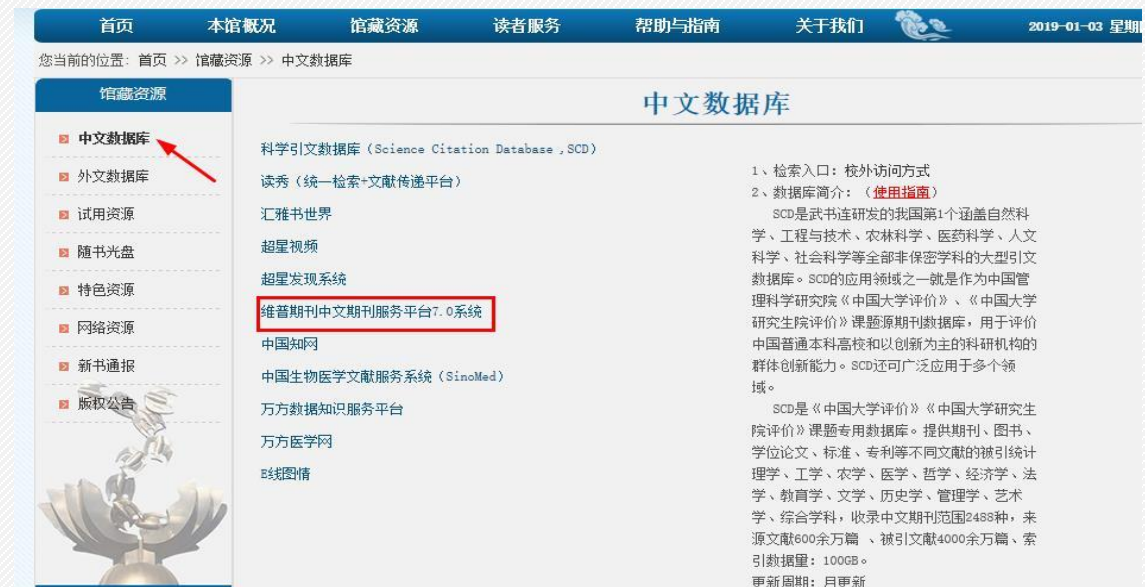 首页 本馆概况 馆藏资源 读者服务 帮助与指南 关于我们 2019-01-03 星期
您当前的位置: 首页 >> 馆藏资源 >> 中文数据库
馆藏资源
中文数据库
外文数据库
试用资源
随书光盘
特色资源
网络资源
新书通报
版权公告
中文数据库
科学引文数据库（Science Citation Database ,SCD）
读秀（统一检索+文献传递平台）
汇雅书世界
超星视频
超星发现系统
维普期刊中文期刊服务平台7.0系统
中国知网
中国生物医学文献服务系统（SinoMed）
万方数据知识服务平台
万方医学网
E线图情
1、检索入口：校外访问方式
2、数据库简介：（使用指南）
SCD是武书连研发的我国第1个涵盖自然科
学、工程与技术、农林科学、医药科学、人文
科学、社会科学等全部非保密学科的大型引文
数据库。SCD的应用领域之一就是作为中国管
理科学研究院《中国大学评价》、《中国大学
研究生院评价》课题源期刊数据库，用于评价
中国普通本科高校和以创新为主的科研机构的
群体创新能力。SCD还可广泛应用于多个领
域。
SCD是《中国大学评价》《中国大学研究生
院评价》课题专用数据库。提供期刊、图书、
学位论文、标准、专利等不同文献的被引统计
理学、工学、农学、医学、哲学、经济学、法
学、教育学、文学、历史学、管理学、艺术
学、综合学科，收录中文期刊范围2488种，来
源文献600余万篇 、被引文献4000余万篇、索
引数据量：100GB。
更新周期：月更新